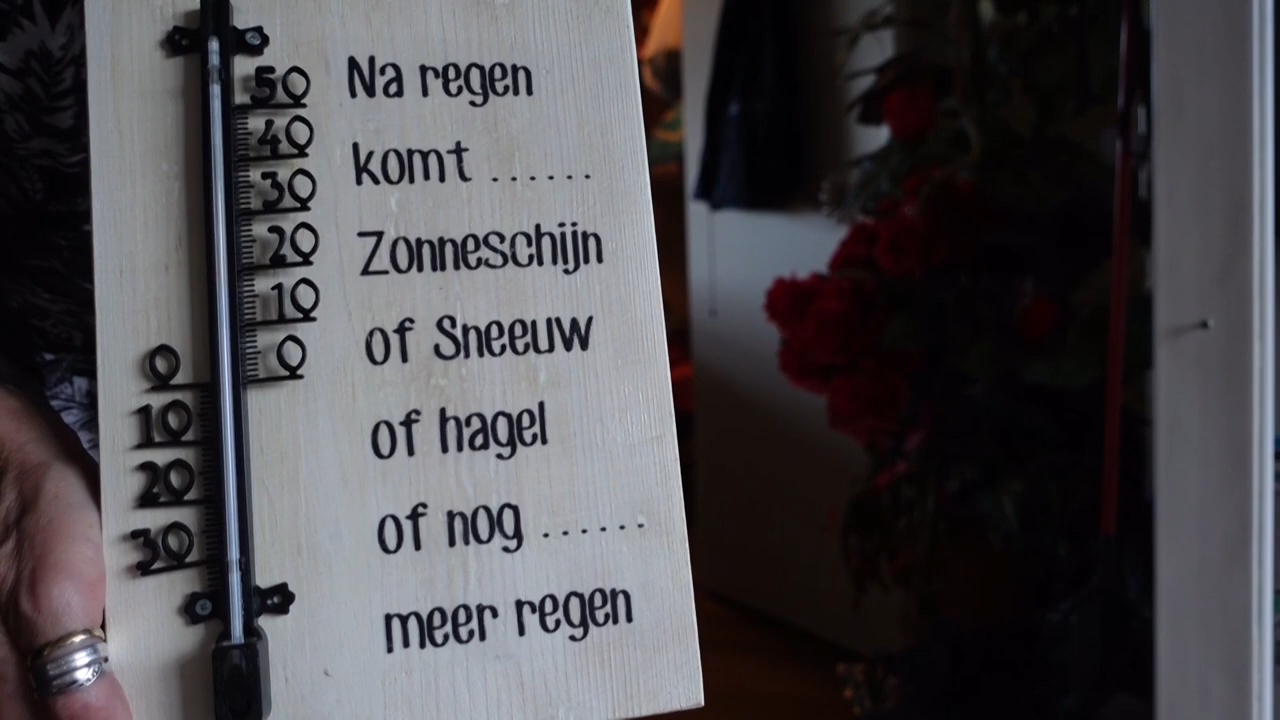 Na regen
komt ......
Zonneschijn
of Sneeuw
of hagel
of nog ......
meer regen
50
40
30
20
10
0
0
10
20
30